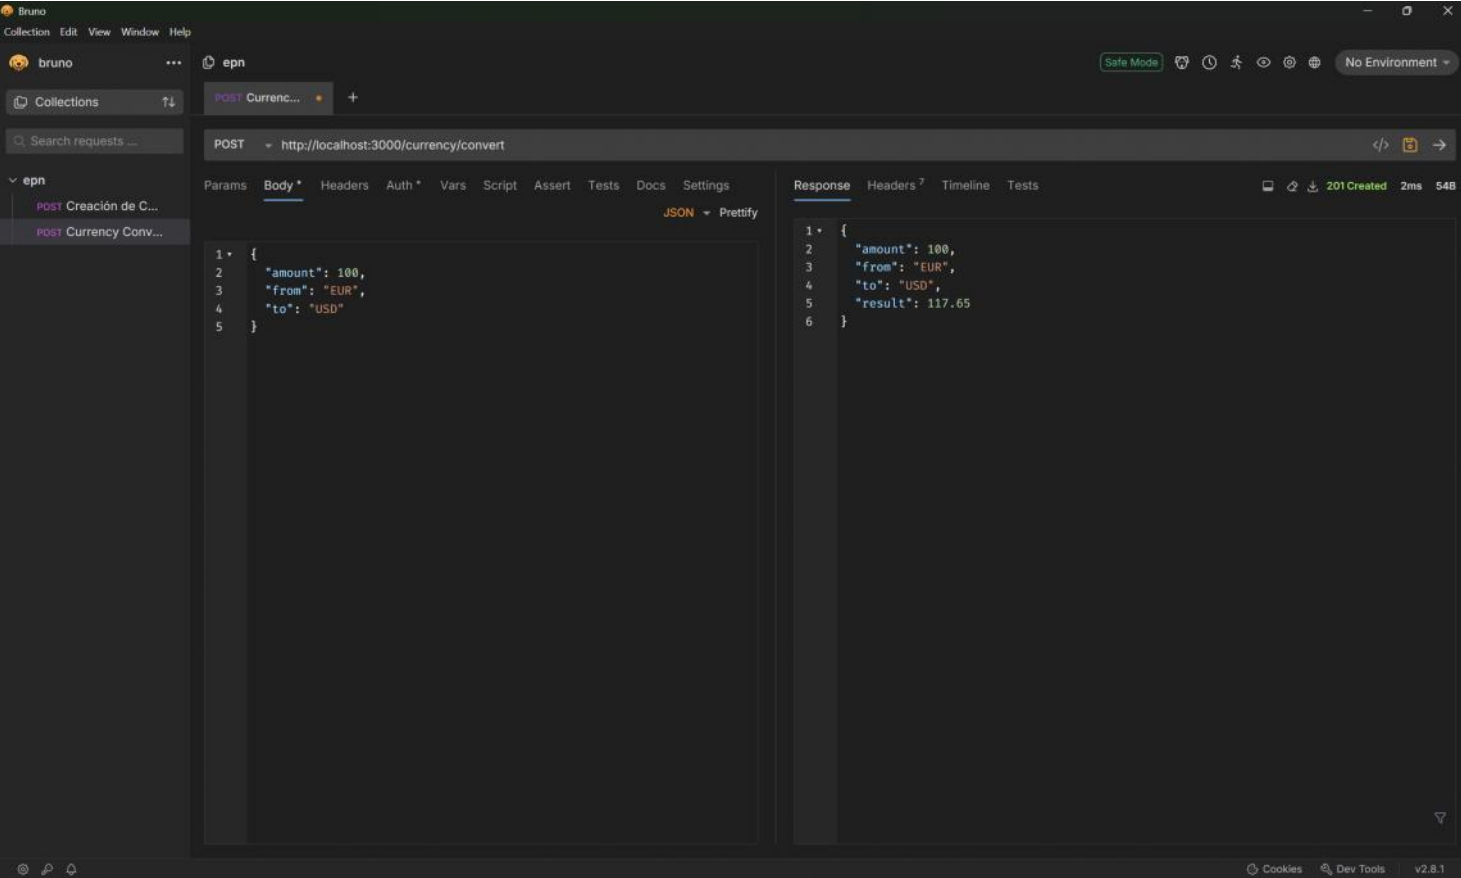 Bruno
Collection Edit View Window Help
bruno
epn
Safe Mode
No Environment
Collections
POST Currenc...
+
Search requests ...
POST http://localhost:3000/currency/convert
</>
epn
POST Creación de C...
POST Currency Conv...
Params Body * Headers Auth * Vars Script Assert Tests Docs Settings
JSON Prettify
1 {
2 "amount": 100,
3 "from": "EUR",
4 "to": "USD"
5 }
Response Headers 7 Timeline Tests
201 Created 2ms 54B
1 {
2 "amount": 100,
3 "from": "EUR",
4 "to": "USD",
5 "result": 117.65
6 }
Cookies Dev Tools v2.8.1